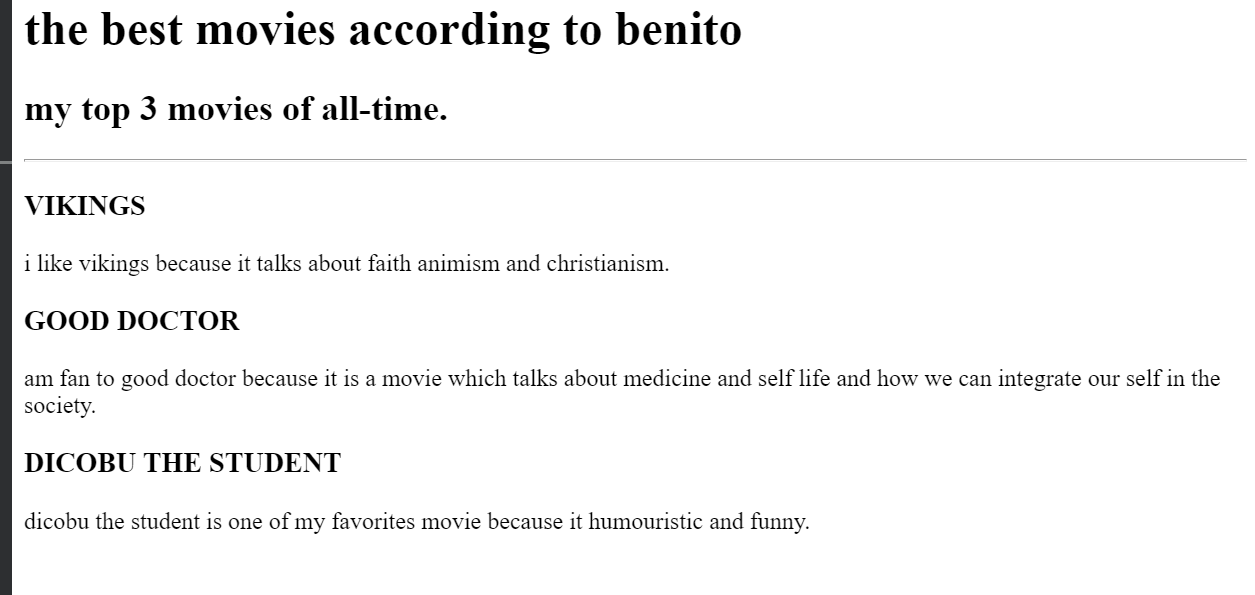 the best movies according to benito
my top 3 movies of all-time.
VIKINGS
i like vikings because it talks about faith animism and christianism.
GOOD DOCTOR
am fan to good doctor because it is a movie which talks about medicine and self life and how we can integrate our self in the
society.
DICOBU THE STUDENT
dicobu the student is one of my favorites movie because it humouristic and funny.